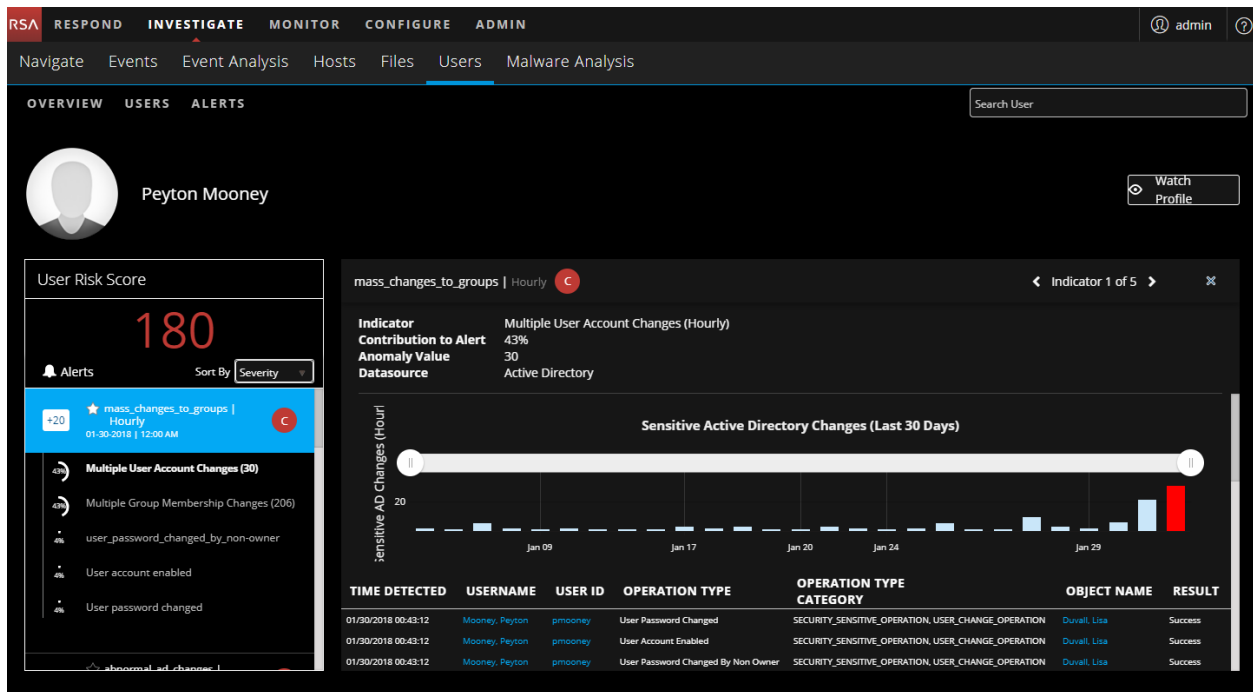 RSA RESPOND INVESTIGATE MONITOR CONFIGURE ADMIN admin ?
Navigate Events Event Analysis Hosts Files Users Malware Analysis
OVERVIEW USERS ALERTS Search User
Peyton Mooney
Watch
Profile
User Risk Score
180
Alerts Sort By Severity
+20
mass_changes_to_groups |
Hourly
01-30-2018 | 12:00 AM
C
43% Multiple User Account Changes (30)
43% Multiple Group Membership Changes (206)
4% user_password_changed_by_non-owner
4% User account enabled
4% User password changed
abnormal_ad_changes |
mass_changes_to_groups | Hourly C Indicator 1 of 5
Indicator Multiple User Account Changes (Hourly)
Contribution to Alert 43%
Anomaly Value 30
Datasource Active Directory
Sensitive Active Directory Changes (Last 30 Days)
Sensitive AD Changes (Hourl
20
Jan 09 Jan 17 Jan 20 Jan 24 Jan 29
TIME DETECTED USERNAME USER ID OPERATION TYPE OPERATION TYPE CATEGORY OBJECT NAME RESULT
01/30/2018 00:43:12 Mooney, Peyton pmooney User Password Changed SECURITY_SENSITIVE_OPERATION, USER_CHANGE_OPERATION Duvall, Lisa Success
01/30/2018 00:43:12 Mooney, Peyton pmooney User Account Enabled SECURITY_SENSITIVE_OPERATION, USER_CHANGE_OPERATION Duvall, Lisa Success
01/30/2018 00:43:12 Mooney, Peyton pmooney User Password Changed By Non Owner SECURITY_SENSITIVE_OPERATION, USER_CHANGE_OPERATION Duvall, Lisa Success